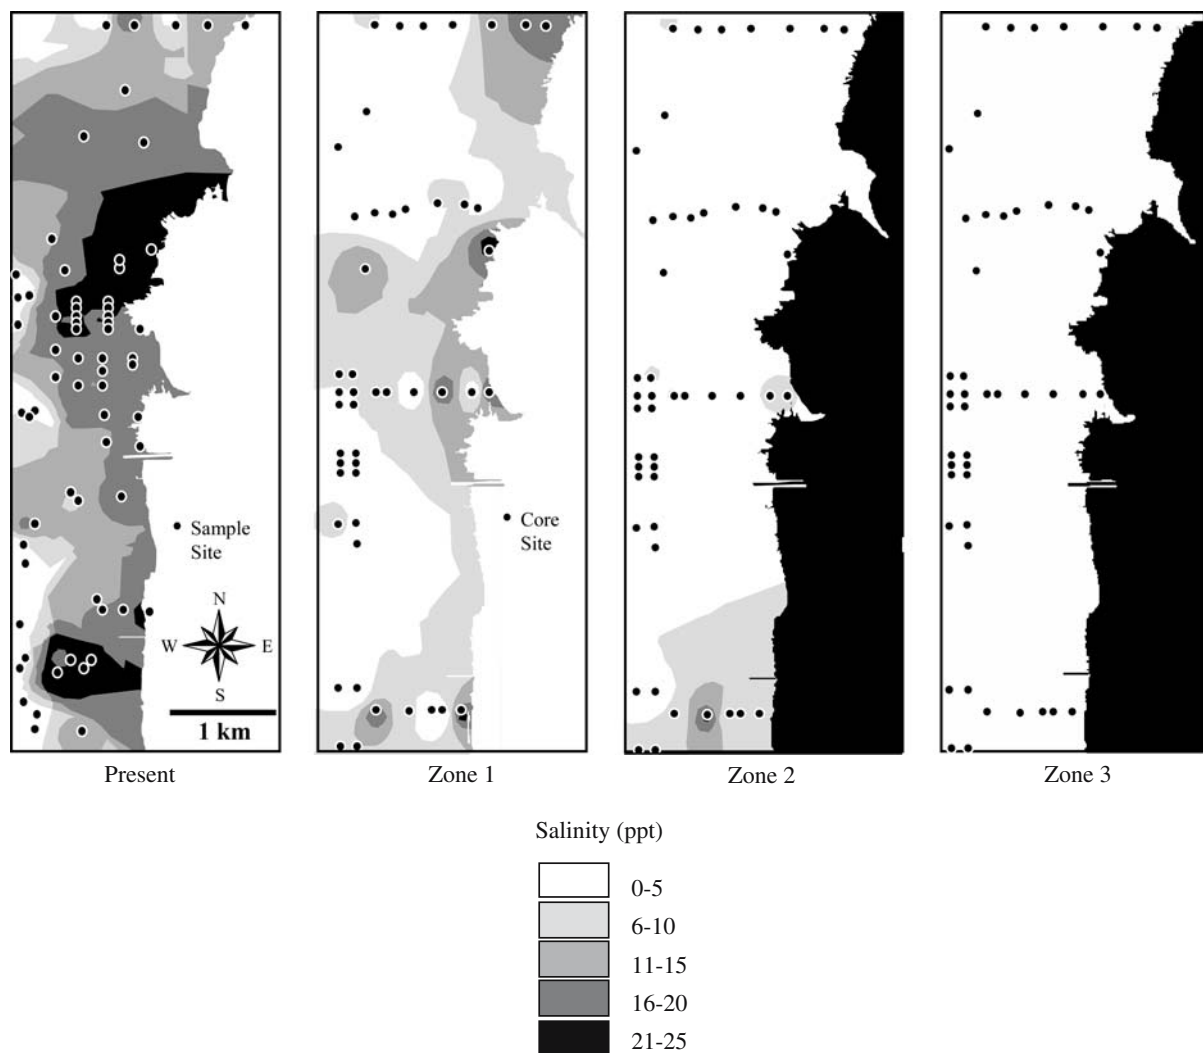 Sample
Site
N
W
E
S
1 km
Core
Site
Present
Zone 1
Zone 2
Zone 3
Salinity (ppt)
0-5
6-10
11-15
16-20
21-25